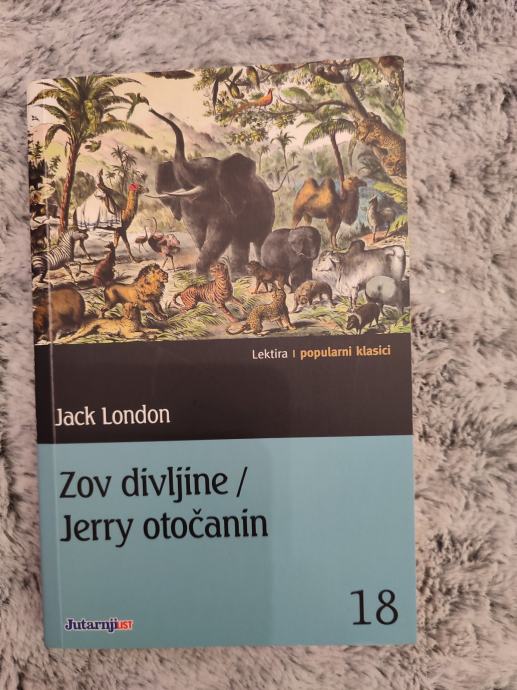 Lektira | popularni klasici
Jack London
Zov divljine /
Jerry otočanin
18
Jutarnji LIST